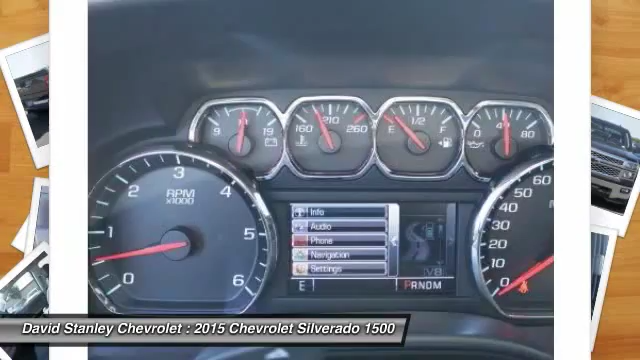 9 19
160 210 260
E 1/2 F
0 80
RPM
x1000
0 1 2 3 4 5 6
0 10 20 30 40 50 60
Info
Audio
Phone
Navigation
Settings
V8
E PRNDM
David Stanley Chevrolet : 2015 Chevrolet Silverado 1500